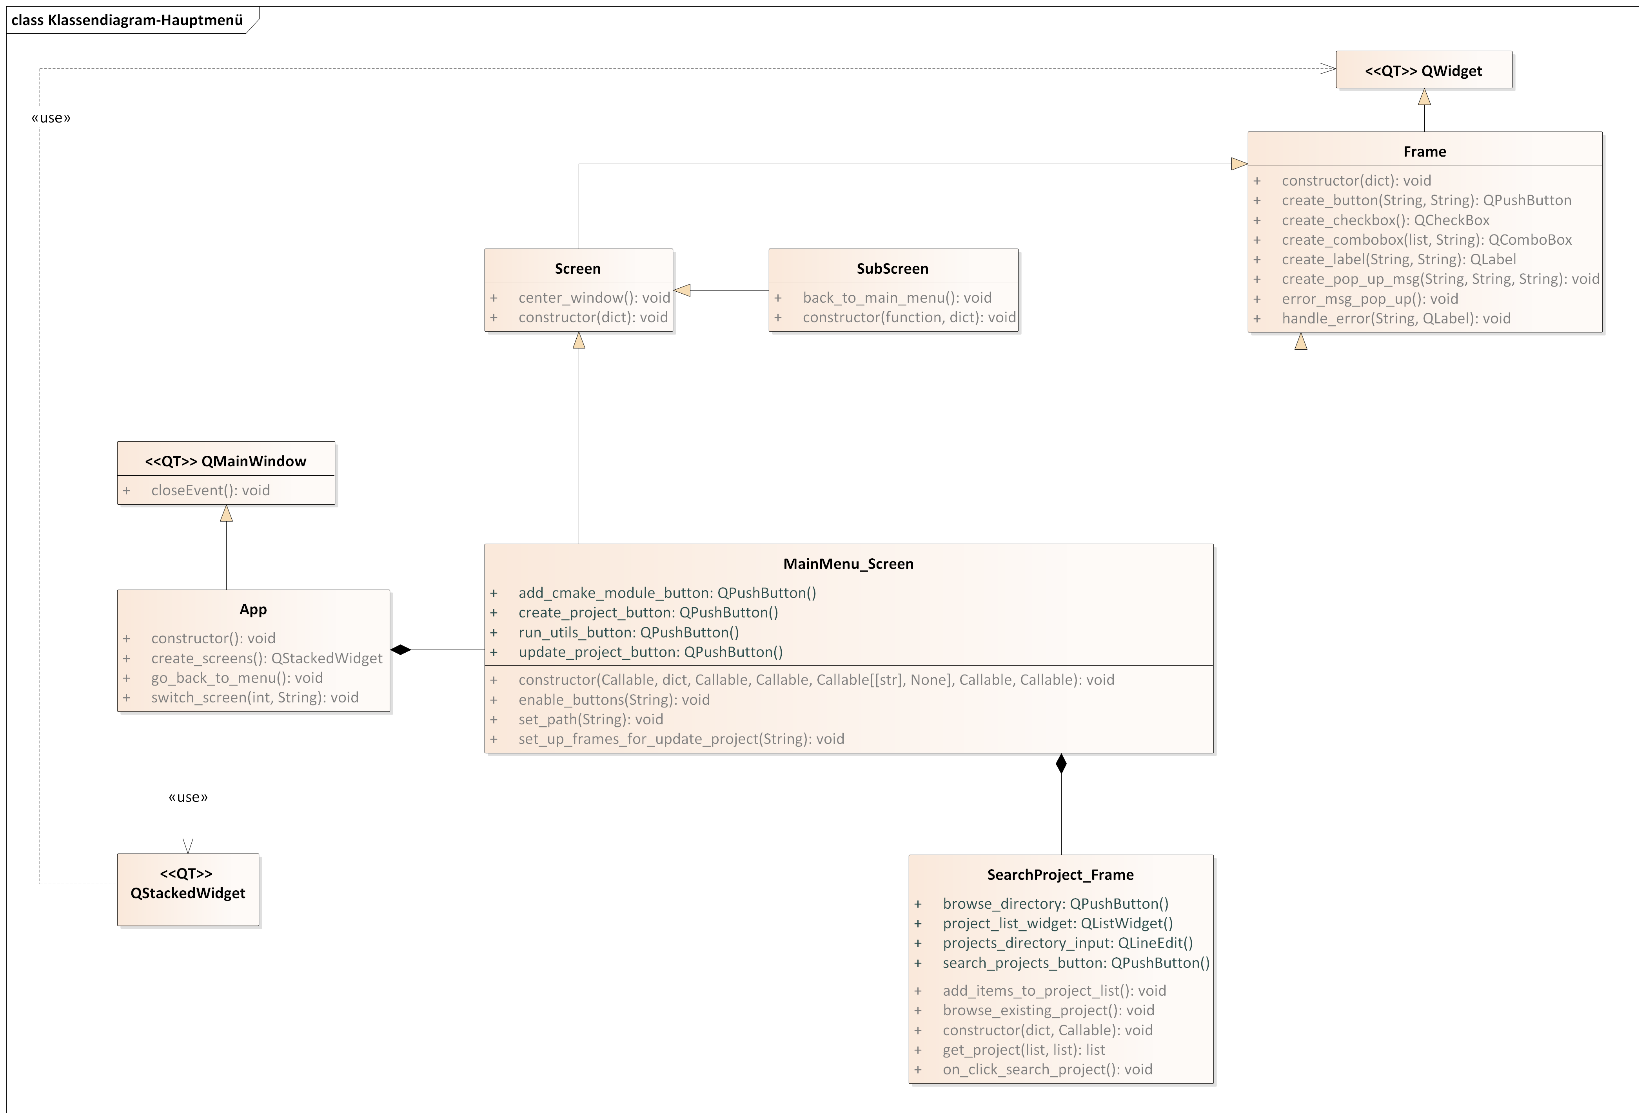 class Klassendiagram-Hauptmenü
<<QT>> QWidget
«use»
Frame
+ constructor(dict): void
+ create_button(String, String): QPushButton
+ create_checkbox(): QCheckBox
+ create_combobox(list, String): QComboBox
+ create_label(String, String): QLabel
+ create_pop_up_msg(String, String, String): void
+ error_msg_pop_up(): void
+ handle_error(String, QLabel): void
Screen
+ center_window(): void
+ constructor(dict): void
SubScreen
+ back_to_main_menu(): void
+ constructor(function, dict): void
<<QT>> QMainWindow
+ closeEvent(): void
App
+ constructor(): void
+ create_screens(): QStackedWidget
+ go_back_to_menu(): void
+ switch_screen(int, String): void
MainMenu_Screen
+ add_cmake_module_button: QPushButton()
+ create_project_button: QPushButton()
+ run_utils_button: QPushButton()
+ update_project_button: QPushButton()
+ constructor(Callable, dict, Callable, Callable, Callable[[str], None], Callable, Callable): void
+ enable_buttons(String): void
+ set_path(String): void
+ set_up_frames_for_update_project(String): void
«use»
<<QT>>
QStackedWidget
SearchProject_Frame
+ browse_directory: QPushButton()
+ project_list_widget: QListWidget()
+ projects_directory_input: QLineEdit()
+ search_projects_button: QPushButton()
+ add_items_to_project_list(): void
+ browse_existing_project(): void
+ constructor(dict, Callable): void
+ get_project(list, list): list
+ on_click_search_project(): void